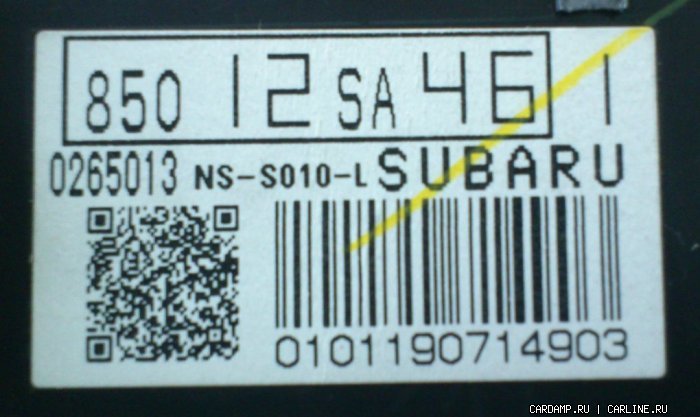 850 12 SA 46 1
0265013 NS-S010-L SUBARU
0101190714903
CARDAMP.RU | CARLINE.RU